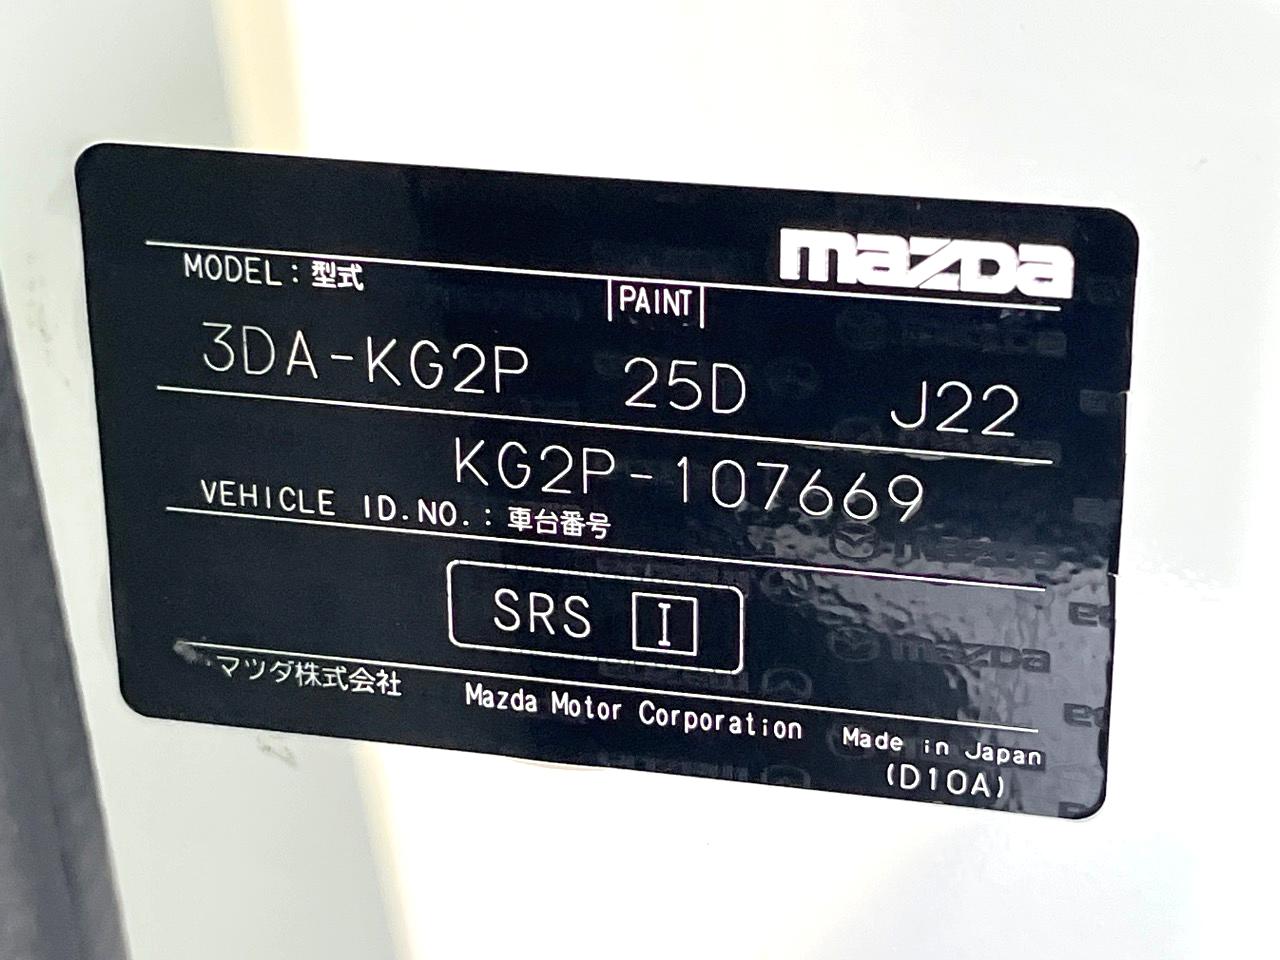 mazda
MODEL：型式 PAINT
3DA-KG2P 25D J22
KG2P-107669
VEHICLE ID.NO.：車台番号
SRS I
マツダ株式会社 Mazda Motor Corporation Made in Japan
(D10A)